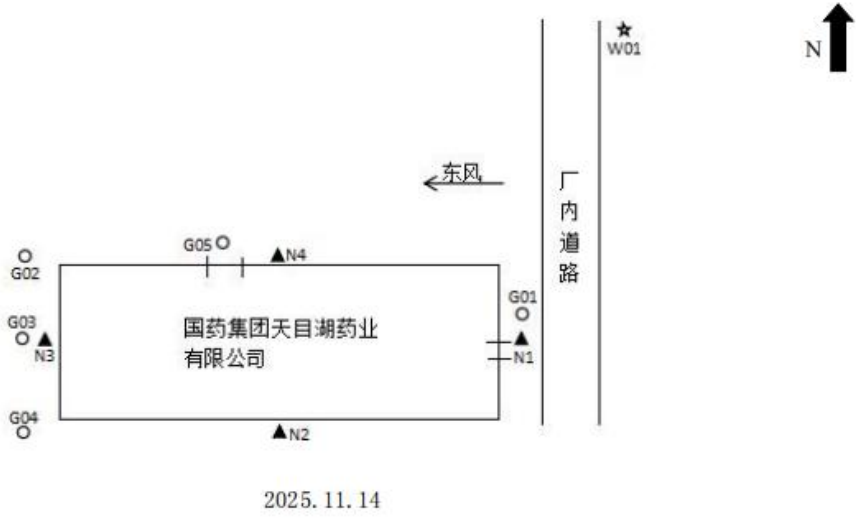 W01
N
东风
厂内道路
G05
N4
G02
G01
G03
国药集团天目湖药业
有限公司
N3
N1
G04
N2
2025.11.14